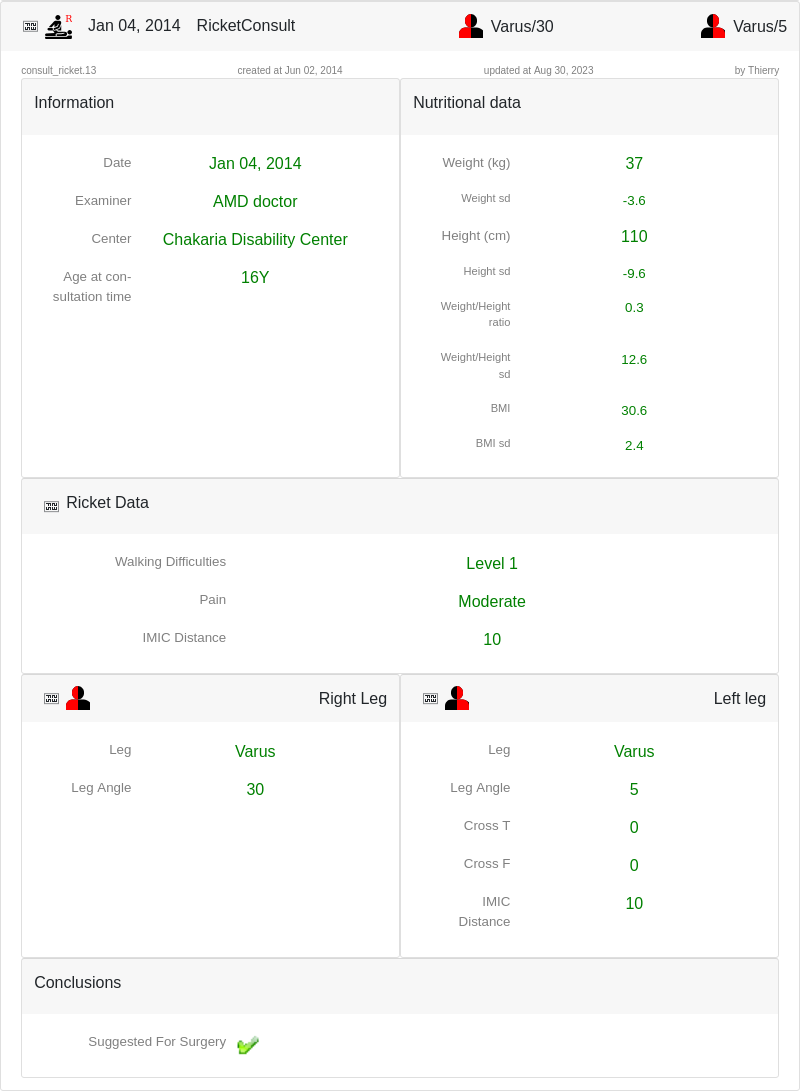 R
Jan 04, 2014 RicketConsult Varus/30 Varus/5
consult_ricket.13 created at Jun 02, 2014 updated at Aug 30, 2023 by Thierry
Information
Date Jan 04, 2014
Examiner AMD doctor
Center Chakaria Disability Center
Age at con-
sultation time 16Y
Nutritional data
Weight (kg) 37
Weight sd -3.6
Height (cm) 110
Height sd -9.6
Weight/Height
ratio 0.3
Weight/Height
sd 12.6
BMI 30.6
BMI sd 2.4
Ricket Data
Walking Difficulties Level 1
Pain Moderate
IMIC Distance 10
Right Leg
Leg Varus
Leg Angle 30
Left leg
Leg Varus
Leg Angle 5
Cross T 0
Cross F 0
IMIC
Distance 10
Conclusions
Suggested For Surgery